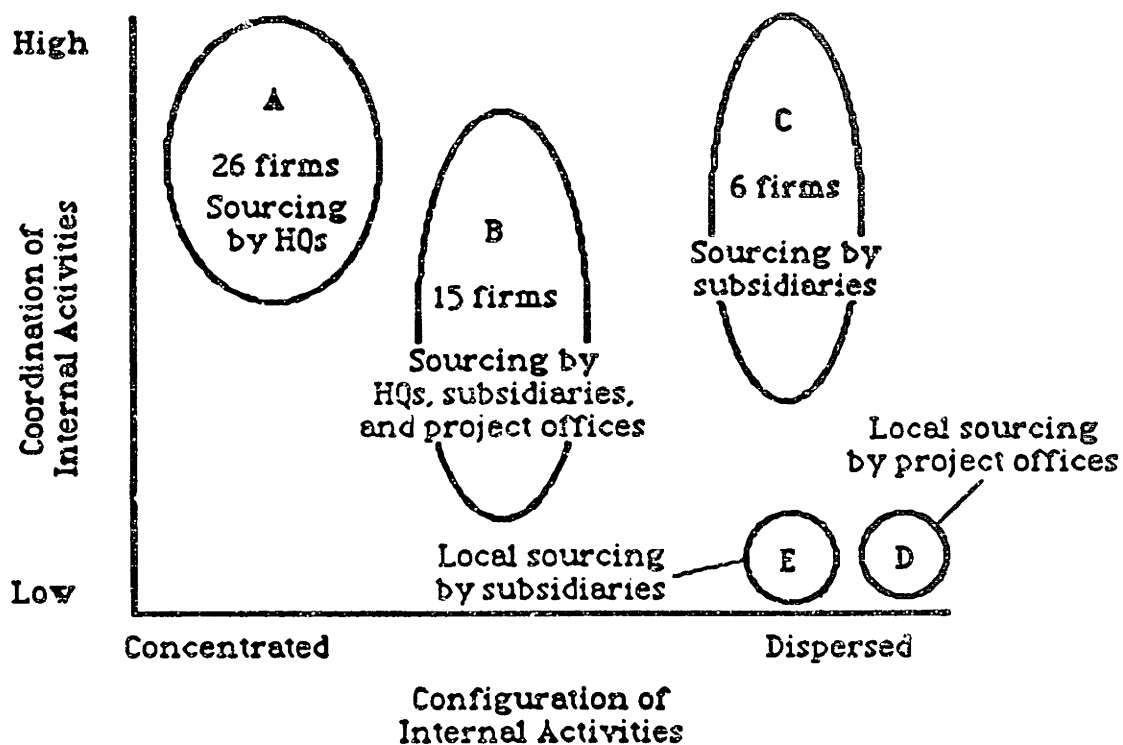 High
A
26 firms
Sourcing
by HQs
B
15 firms
Sourcing by
HQs, subsidiaries,
and project offices
C
6 firms
Sourcing by
subsidiaries
Local sourcing
by project offices
Local sourcing
by subsidiaries
E
D
Coordination of
Internal Activities
Low
Concentrated
Dispersed
Configuration of
Internal Activities